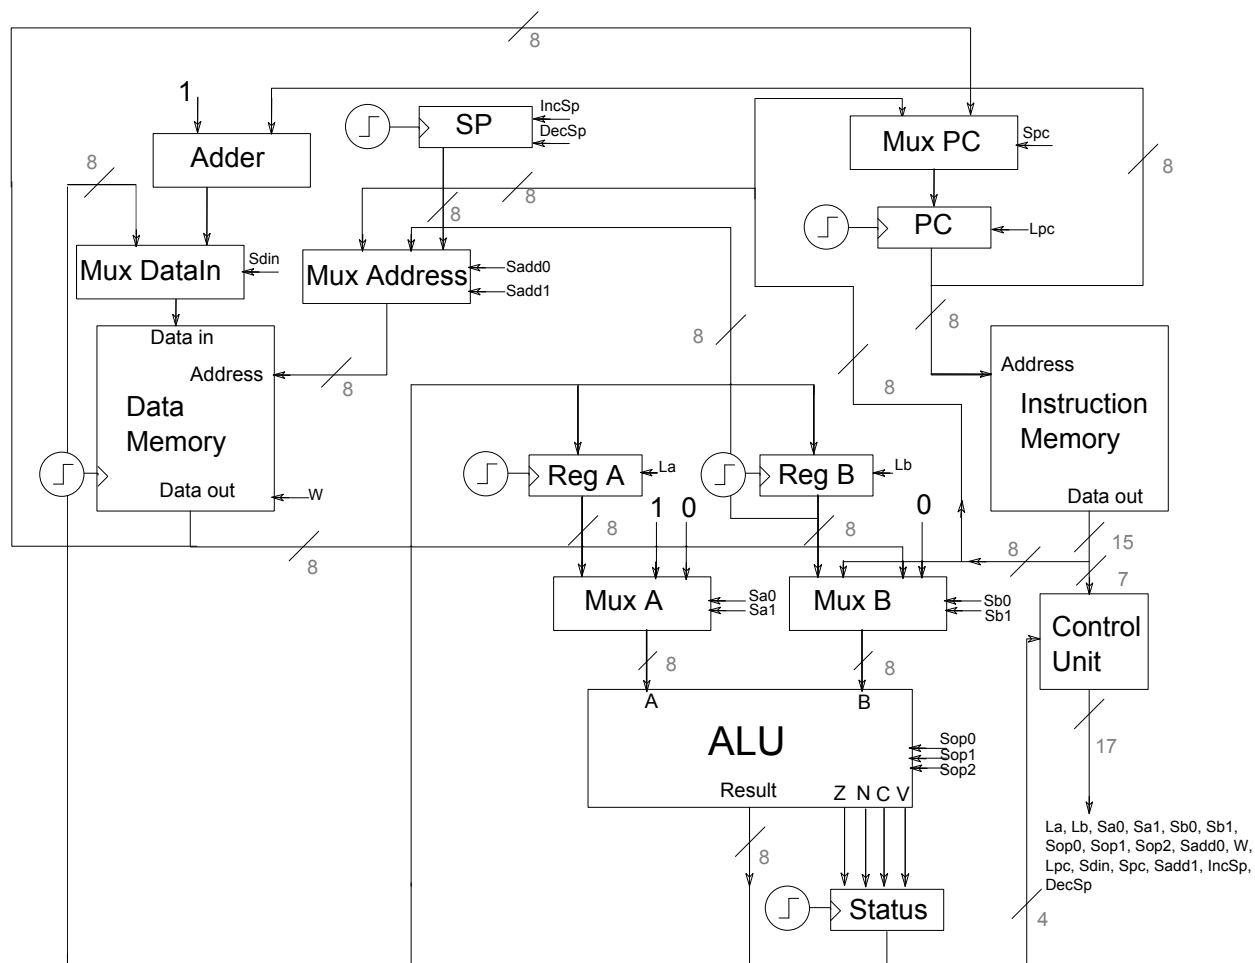 8
1
IncSp
SP
DecSp
Mux PC
Spc
Adder
8
8
8
8
PC
Lpc
Mux DataIn
Sdin
Mux Address
Sadd0
Sadd1
8
8
Data in
Address
8
8
8
Address
Data
Memory
Instruction
Memory
Reg A
La
Reg B
Lb
Data out
W
Data out
1 0
0
8
8
8
8
15
7
Mux A
Sa0
Sa1
Mux B
Sb0
Sb1
Control
Unit
8
8
A
B
ALU
Sop0
Sop1
Sop2
17
Result
Z N C V
La, Lb, Sa0, Sa1, Sb0, Sb1,
Sop0, Sop1, Sop2, Sadd0, W,
Lpc, Sdin, Spc, Sadd1, IncSp,
DecSp
8
Status
4